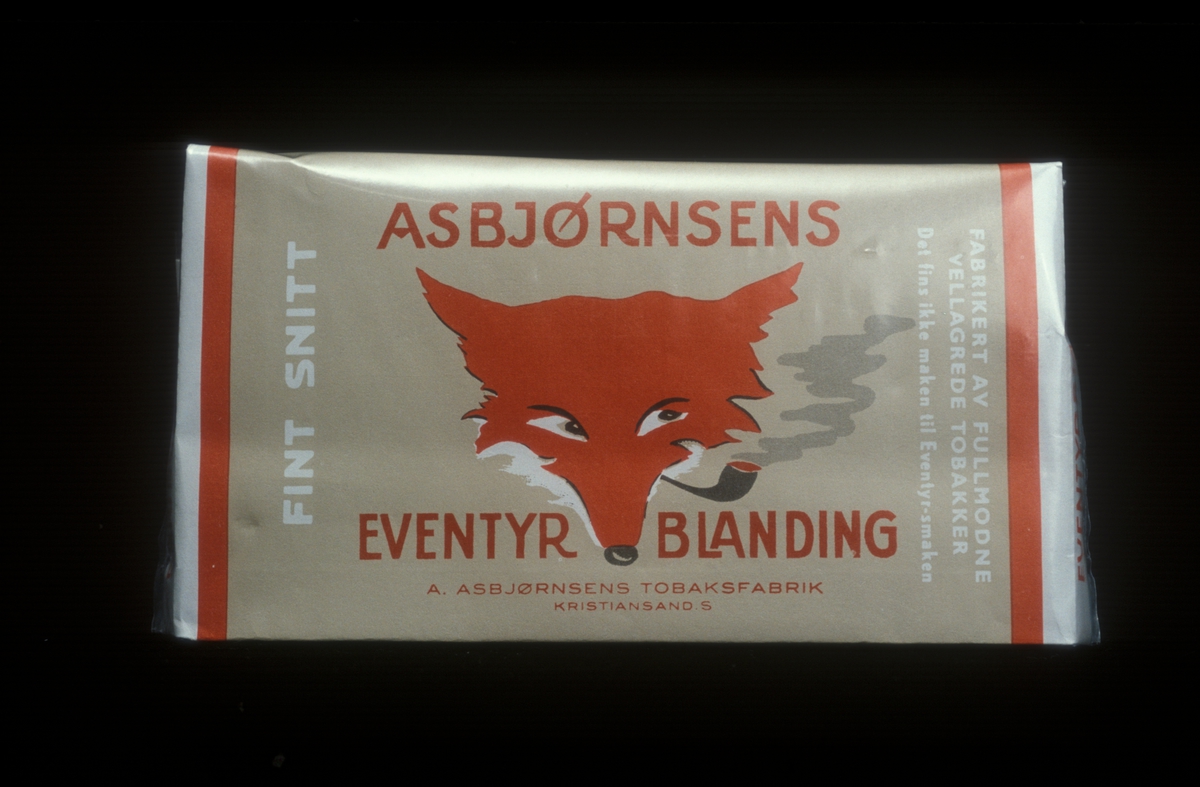 ASBJØRNSENS
FINT SNITT
EVENTYR BLANDING
A. ASBJØRNSENS TOBAKSFABRIK
KRISTIANSAND.S
FABRIKERT AV FULLMODNE
VELLAGREDE TOBAKKER
Det fins ikke maken til Eventyr-smaken